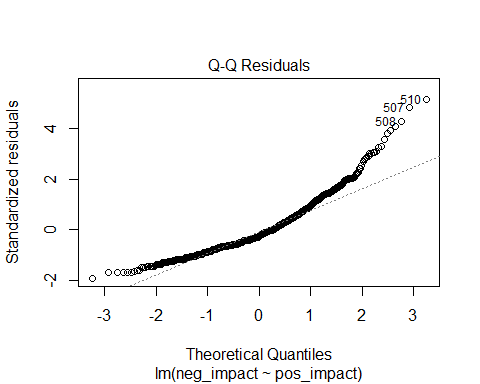 Q-Q Residuals
510
507
508
Standardized residuals
4
2
0
-2
-3 -2 -1 0 1 2 3
Theoretical Quantiles
lm(neg_impact ~ pos_impact)